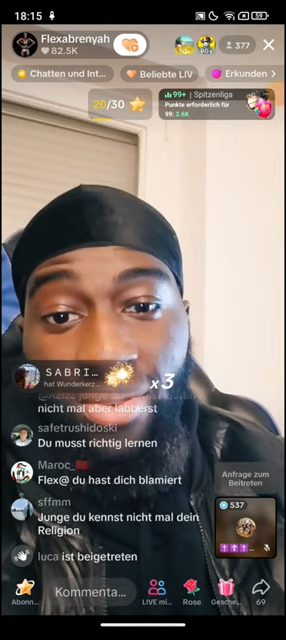 18:15
59
Flexabrenyah
82.5K
377
Chatten und Int...
Beliebte LIV
Erkunden >
20/30
99+ | Spitzenliga
Punkte erforderlich für
99: 2.6K
S A B R I...
hat Wunderkerz...
x3
nicht mal aber labberst
safetrushidoski
Du musst richtig lernen
Maroc_
Flex@ du hast dich blamiert
sffmm
Junge du kennst nicht mal dein
Religion
luca ist beigetreten
Anfrage zum
Beitreten
537
Abonn...
Kommenta...
LIVE mi...
Rose
Gesche...
69